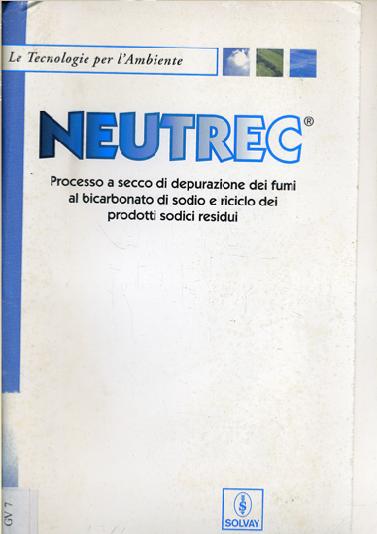 Le Tecnologie per l'Ambiente
NEUTREC®
Processo a secco di depurazione dei fumi
al bicarbonato di sodio e riciclo dei
prodotti sodici residui
SOLVAY
GV 7